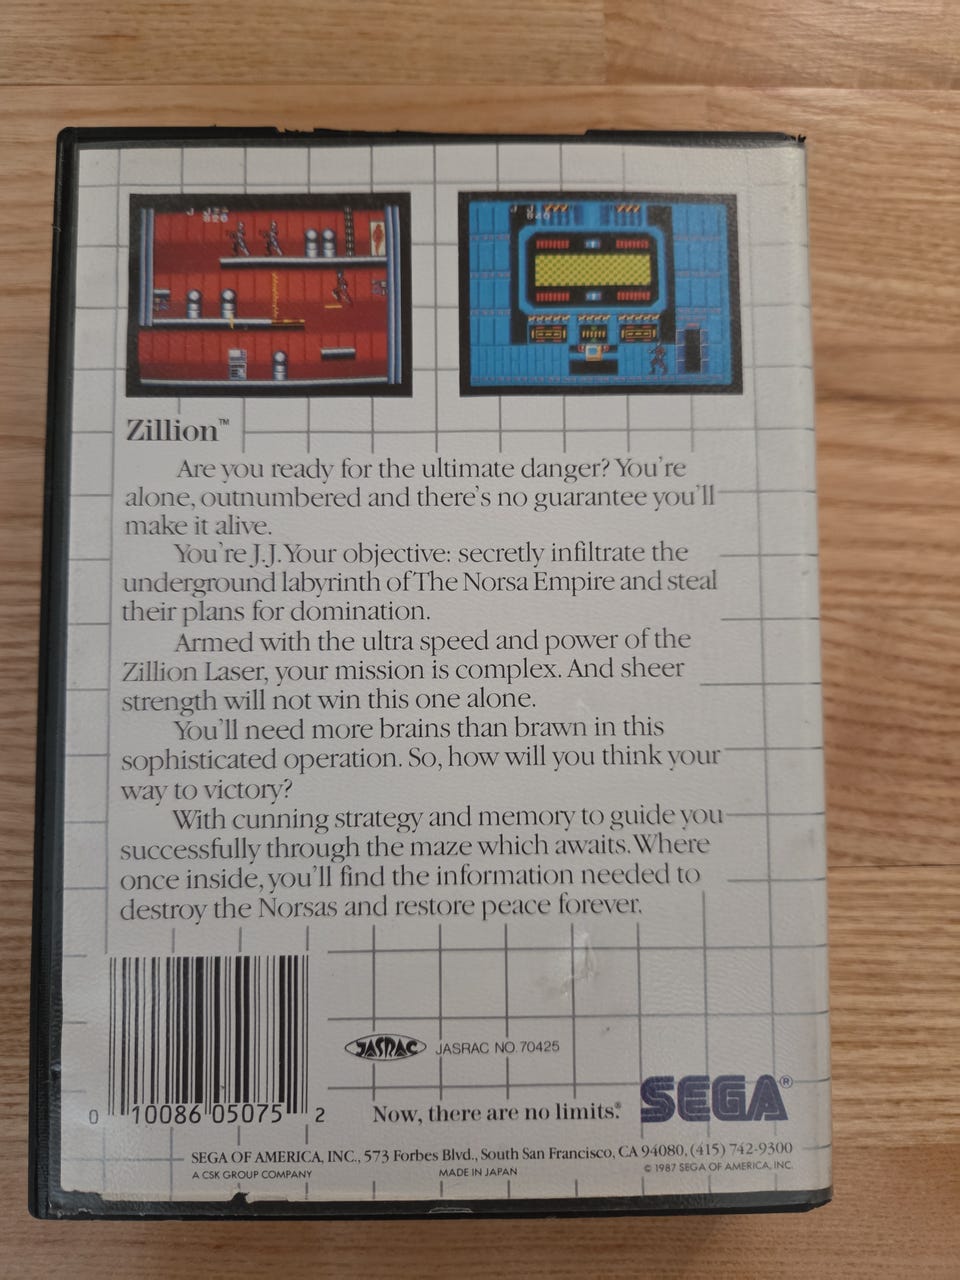 Zillion™
Are you ready for the ultimate danger? You're
alone, outnumbered and there's no guarantee you'll
make it alive.
You're J.J. Your objective: secretly infiltrate the
underground labyrinth of The Norsa Empire and steal
their plans for domination.
Armed with the ultra speed and power of the
Zillion Laser, your mission is complex. And sheer
strength will not win this one alone.
You'll need more brains than brawn in this
sophisticated operation. So, how will you think your
way to victory?
With cunning strategy and memory to guide you
successfully through the maze which awaits. Where
once inside, you'll find the information needed to
destroy the Norsas and restore peace forever.
JASRAC JASRAC NO. 70425
0 10086 05075 2
Now, there are no limits.® SEGA®
SEGA OF AMERICA, INC., 573 Forbes Blvd., South San Francisco, CA 94080, (415) 742-9300
A CSK GROUP COMPANY MADE IN JAPAN © 1987 SEGA OF AMERICA, INC.